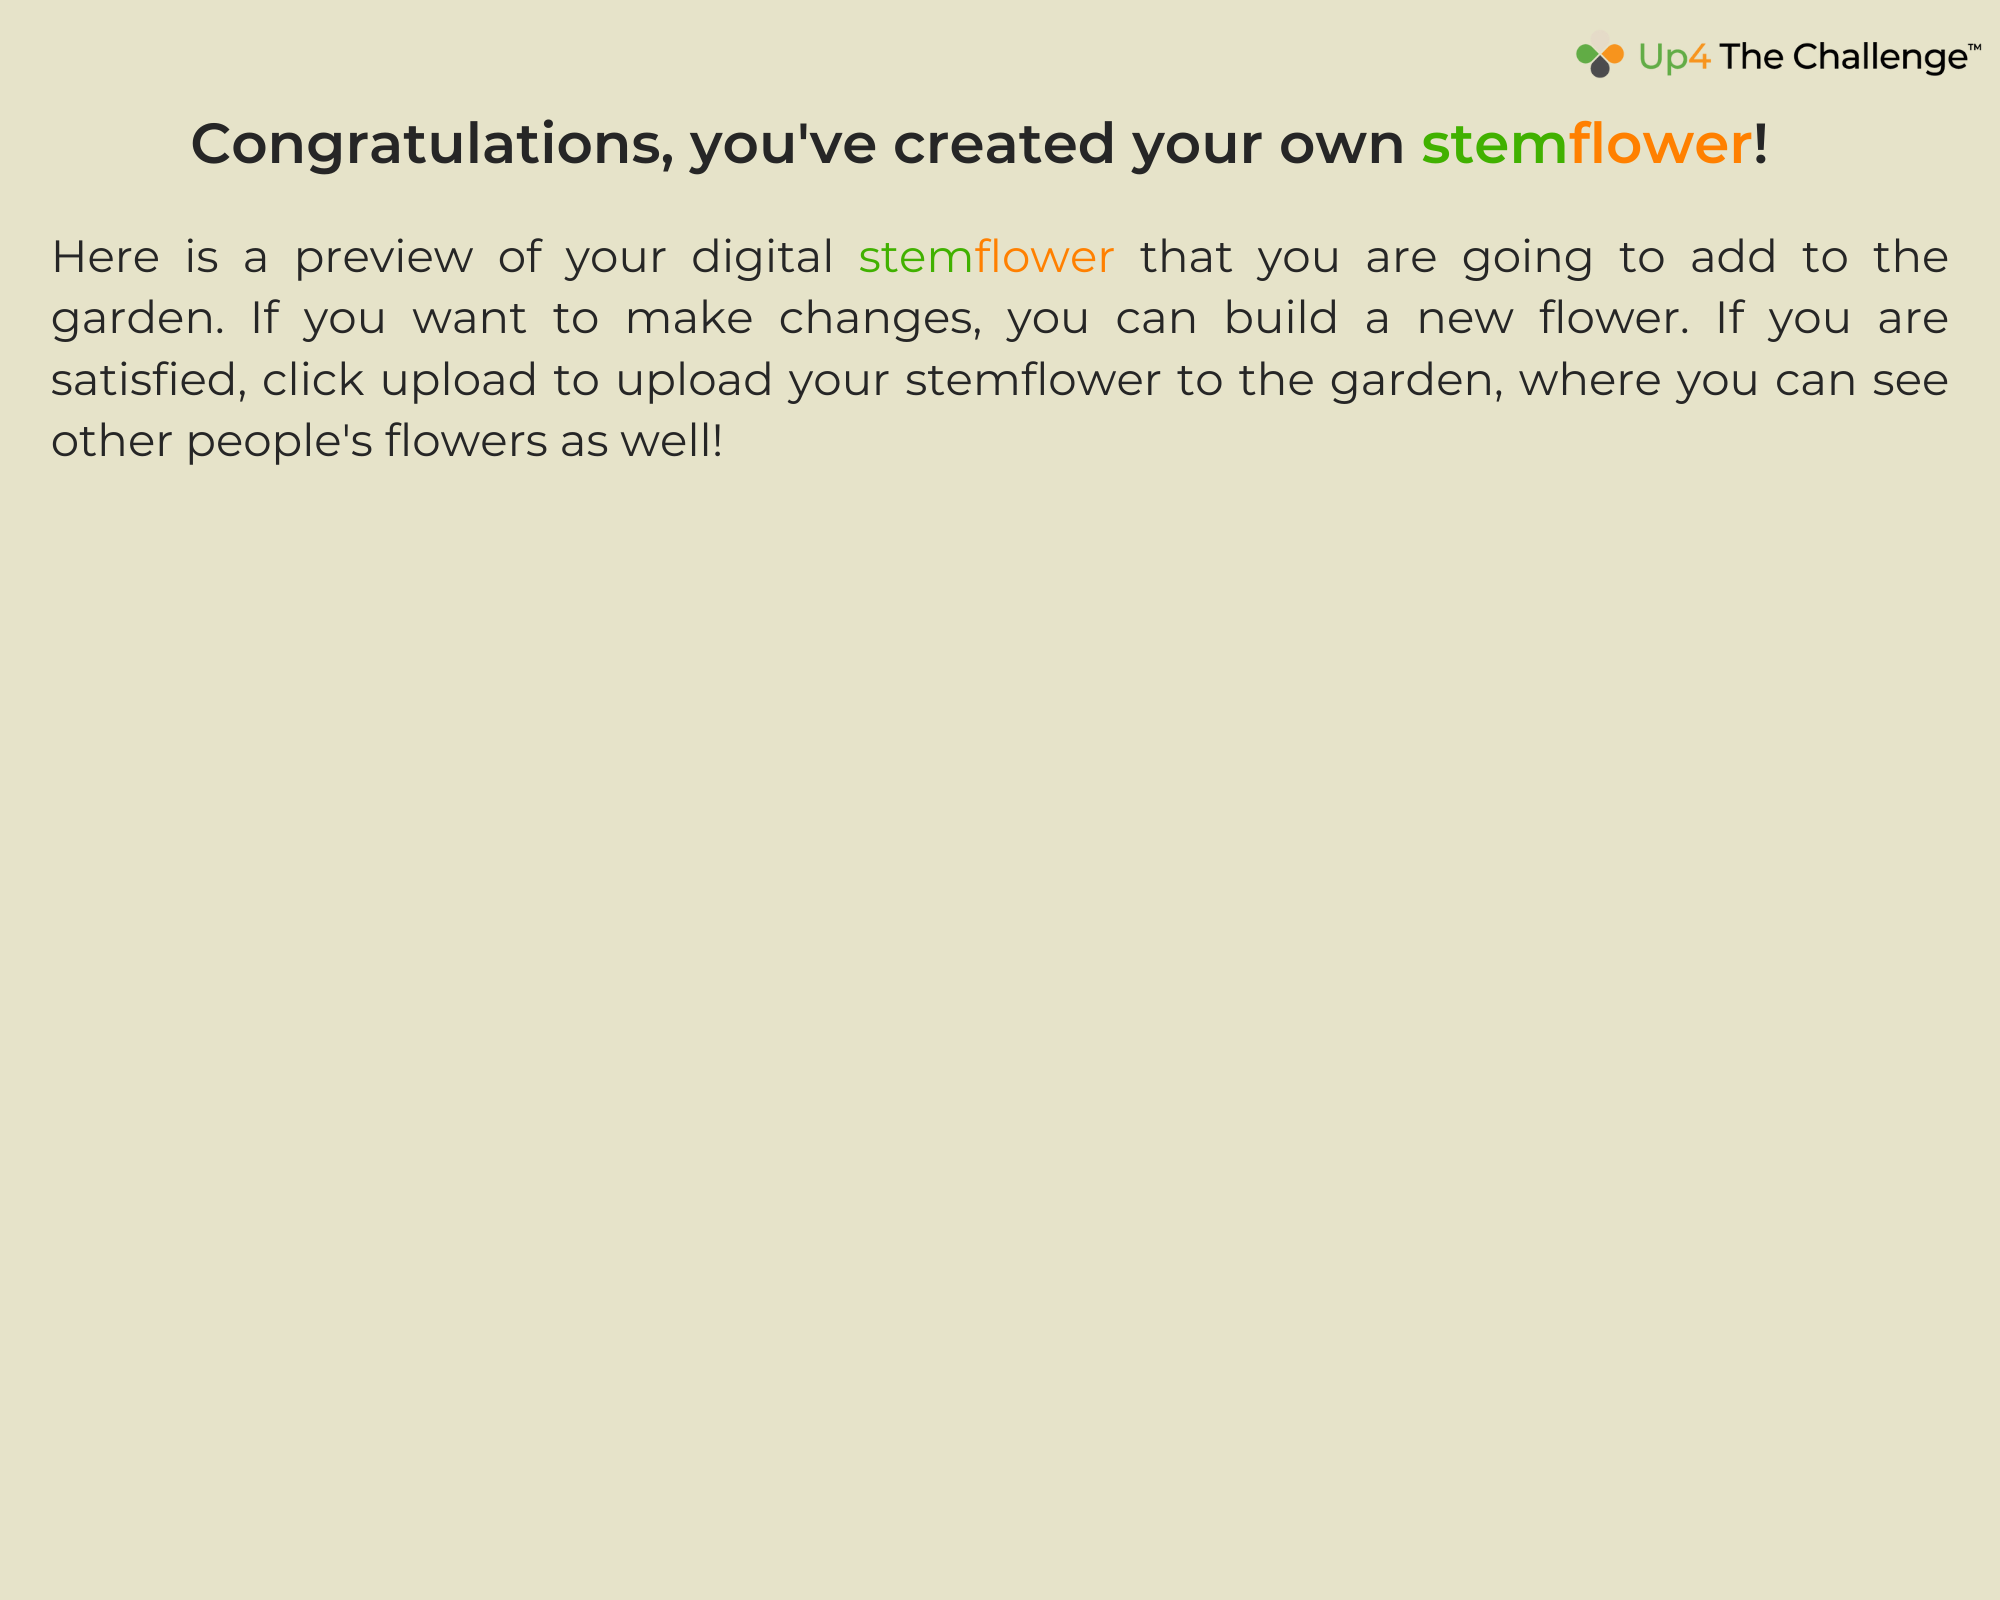 Up4 The Challenge™
Congratulations, you've created your own stemflower!
Here is a preview of your digital stemflower that you are going to add to the
garden. If you want to make changes, you can build a new flower. If you are
satisfied, click upload to upload your stemflower to the garden, where you can see
other people's flowers as well!